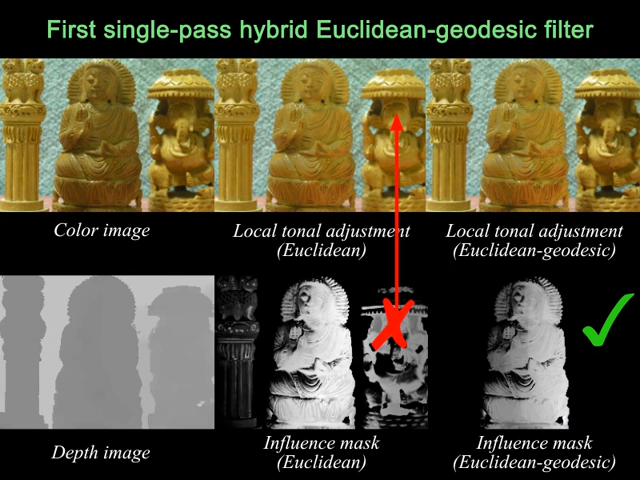 First single-pass hybrid Euclidean-geodesic filter
Color image
Local tonal adjustment
(Euclidean)
Local tonal adjustment
(Euclidean-geodesic)
Depth image
Influence mask
(Euclidean)
Influence mask
(Euclidean-geodesic)